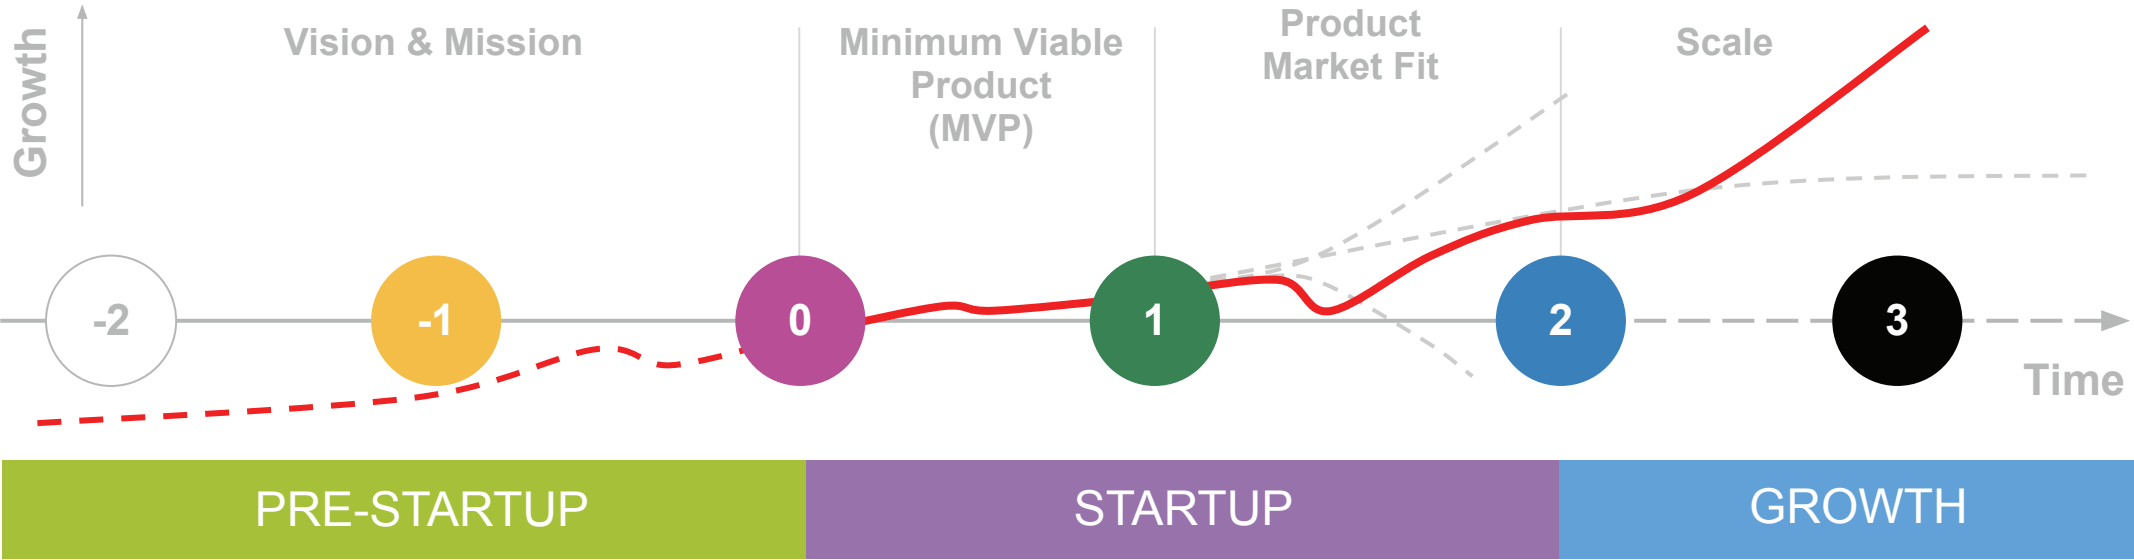 Growth
Vision & Mission
Minimum Viable
Product
(MVP)
Product
Market Fit
Scale
-2
-1
0
1
2
3
Time
PRE-STARTUP
STARTUP
GROWTH